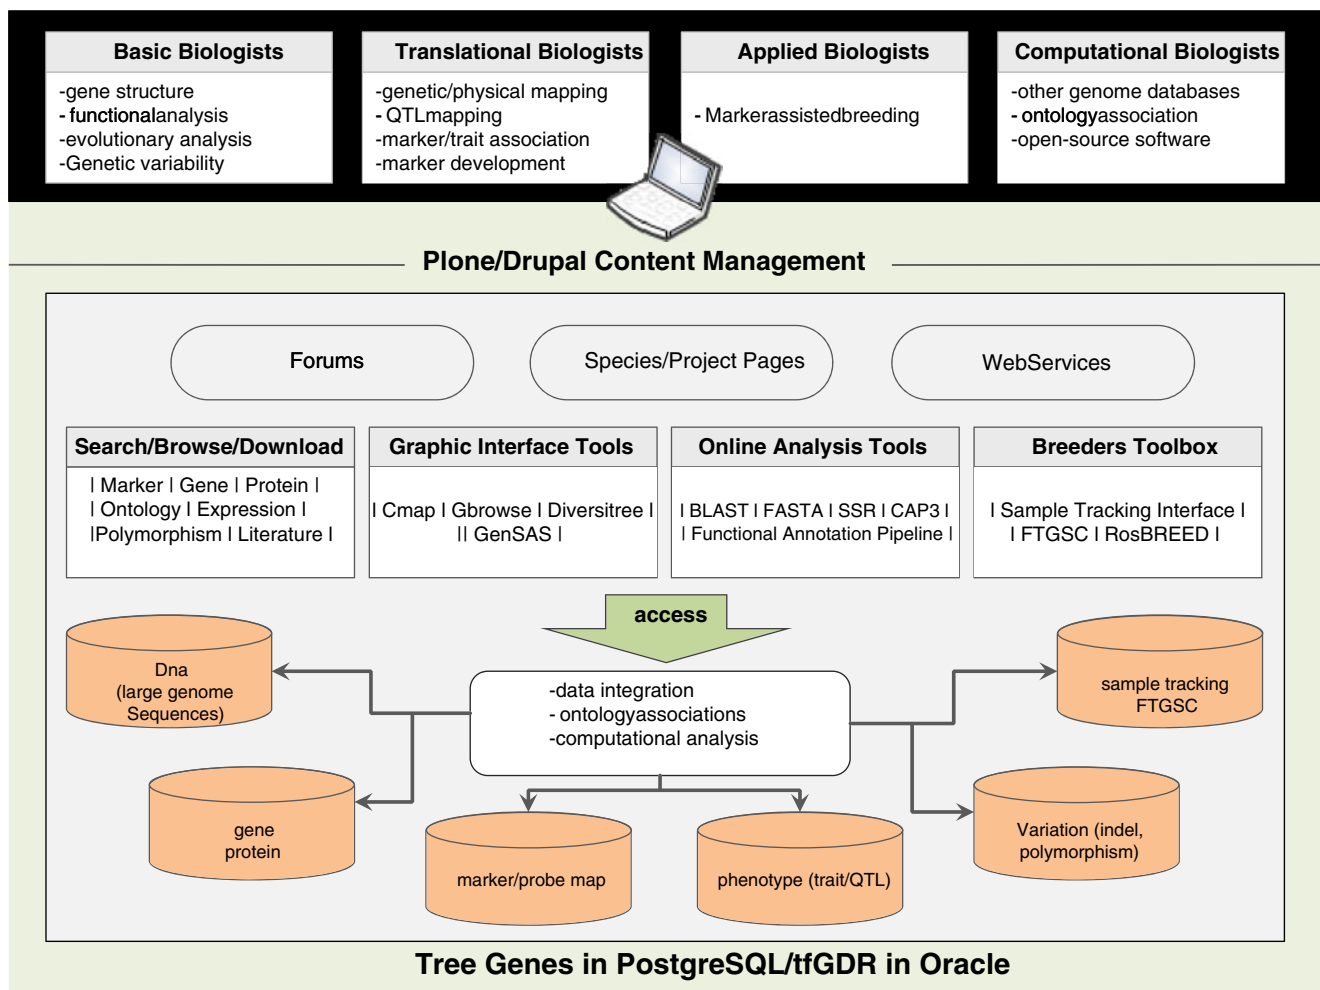 Basic Biologists
-gene structure
- functionalanalysis
-evolutionary analysis
-Genetic variability
Translational Biologists
-genetic/physical mapping
- QTLmapping
-marker/trait association
-marker development
Applied Biologists
- Markerassistedbreeding
Computational Biologists
-other genome databases
- ontologyassociation
-open-source software
Plone/Drupal Content Management
Forums
Species/Project Pages
WebServices
Search/Browse/Download
| Marker | Gene | Protein |
| Ontology | Expression |
|Polymorphism | Literature |
Graphic Interface Tools
| Cmap | Gbrowse | Diversitree |
|| GenSAS |
Online Analysis Tools
| BLAST | FASTA | SSR | CAP3 |
| Functional Annotation Pipeline |
Breeders Toolbox
| Sample Tracking Interface |
| FTGSC | RosBREED |
access
Dna
(large genome
Sequences)
-data integration
- ontologyassociations
-computational analysis
sample tracking
FTGSC
gene
protein
marker/probe map
phenotype (trait/QTL)
Variation (indel,
polymorphism)
Tree Genes in PostgreSQL/tfGDR in Oracle